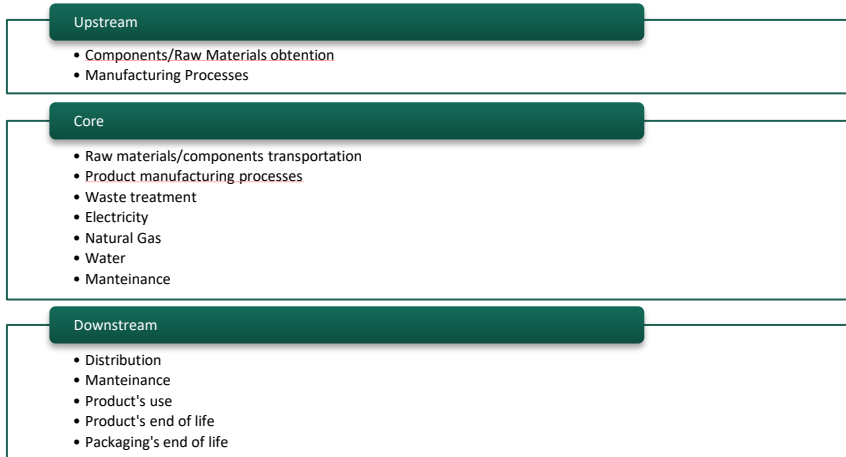 Upstream
• Components/Raw Materials obtention
• Manufacturing Processes
Core
• Raw materials/components transportation
• Product manufacturing processes
• Waste treatment
• Electricity
• Natural Gas
• Water
• Manteinance
Downstream
• Distribution
• Manteinance
• Product's use
• Product's end of life
• Packaging's end of life